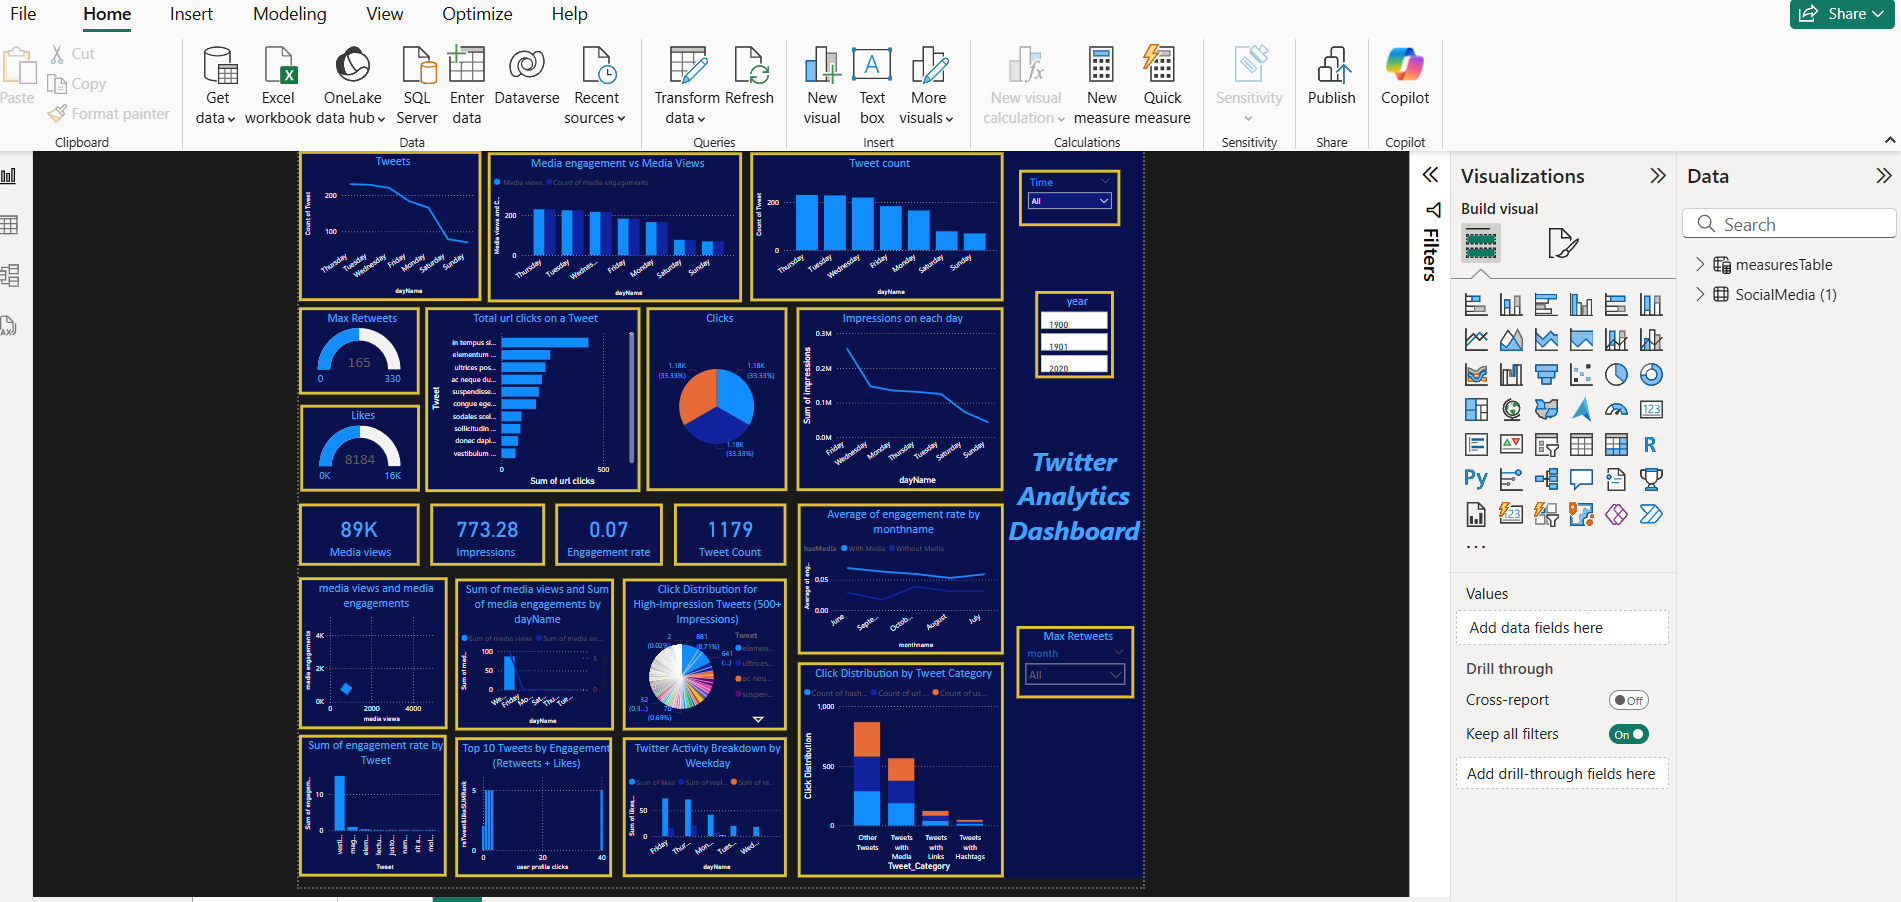 File Home Insert Modeling View Optimize Help Share
Paste
Cut
Copy
Format painter
Clipboard
Get data
Excel workbook
OneLake data hub
SQL Server
Enter data
Dataverse
Recent sources
Data
Transform data
Refresh
Queries
New visual
Text box
More visuals
Insert
New visual calculation
New measure
Quick measure
Calculations
Sensitivity
Sensitivity
Publish
Share
Copilot
Copilot
Tweets
Count of Tweet
200
100
Thursday Tuesday Wednesday Friday Monday Saturday Sunday
dayName
Media engagement vs Media Views
Media views Count of media engagements
Media views and C...
200
0
Thursday Tuesday Wednes... Friday Monday Saturday Sunday
dayName
Tweet count
Count of Tweet
200
0
Thursday Tuesday Wednesday Friday Monday Saturday Sunday
dayName
Time
All
year
1900
1901
2020
Max Retweets
165
0 330
Likes
8184
0K 16K
Total url clicks on a Tweet
Tweet
in tempus si...
elementum ...
ultrices pos...
ac neque du...
suspendisse...
congue ege...
sodales scel...
sollicitudin ...
donec dapi...
vestibulum ...
0 500
Sum of url clicks
Clicks
1.18K (33.33%)
1.18K (33.33%)
1.18K (33.33%)
Impressions on each day
Sum of impressions
0.3M
0.2M
0.1M
0.0M
Friday Wednesday Monday Thursday Tuesday Saturday Sunday
dayName
Twitter
Analytics
Dashboard
89K
Media views
773.28
Impressions
0.07
Engagement rate
1179
Tweet Count
Average of engagement rate by
monthname
hasMedia With Media Without Media
Average of eng...
0.05
0.00
June Septe... Octob... August July
monthname
media views and media
engagements
media engagements
4K
2K
0K
0 2000 4000
media views
Sum of media views and Sum
of media engagements by
dayName
Sum of media views Sum of media en...
Sum of med...
100
50
0
5
0
We... Friday Mo... Sat... Thu... Tue...
dayName
Click Distribution for
High-Impression Tweets (500+
Impressions)
2 (0.02%)
881 (8.71%)
641 (...)
32 (0.3...)
70 (0.69%)
Tweet
elemen...
ultrices...
ac neq...
suspen...
Max Retweets
month
All
Click Distribution by Tweet Category
Count of hash... Count of url ... Count of us...
Click Distribution
1,000
500
0
Other Tweets
Tweets with Media
Tweets with Links
Tweets with Hashtags
Tweet_Category
Sum of engagement rate by
Tweet
Sum of engagem...
10
0
vesti... mag... elem... lectu... justo... nam... sit a... mol...
Tweet
Top 10 Tweets by Engagement
(Retweets + Likes)
reTween&likeSUMRank
5
0
0 20 40
user profile clicks
Twitter Activity Breakdown by
Weekday
Sum of likes Sum of repl... Sum of re...
Sum of likes...
50
0
Friday Thur... Mon... Tues... Wed...
dayName
Filters
Visualizations
Build visual
R
Py
123
...
Values
Add data fields here
Drill through
Cross-report Off
Keep all filters On
Add drill-through fields here
Data
Search
measuresTable
SocialMedia (1)